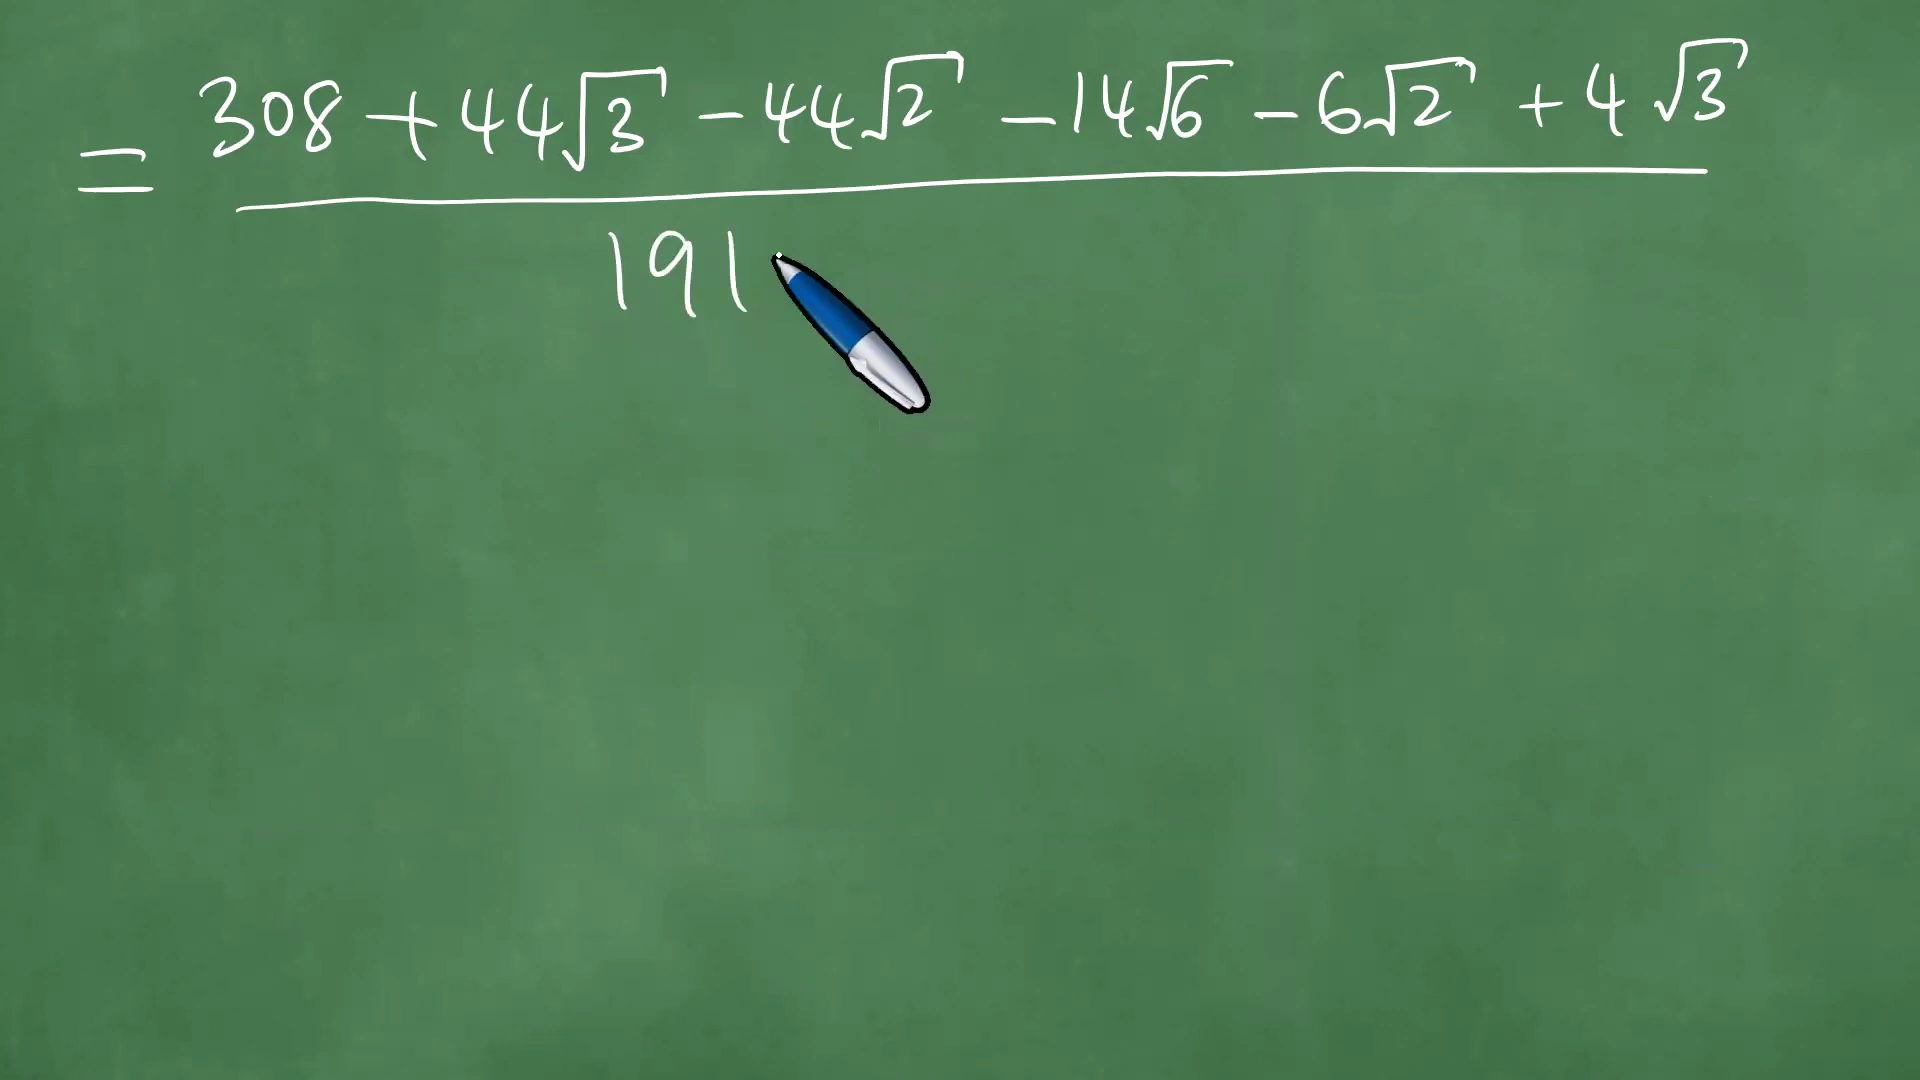 = 308 + 44√3 - 44√2 - 14√6 - 6√2 + 4√3
191